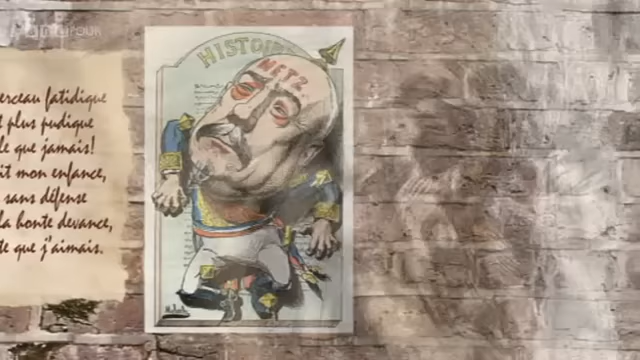 HISTOIRE
METZ
erceau fatidique
plus pudique
le que jamais!
it mon enfance,
sans défense
la honte devance,
te que j'aimais.